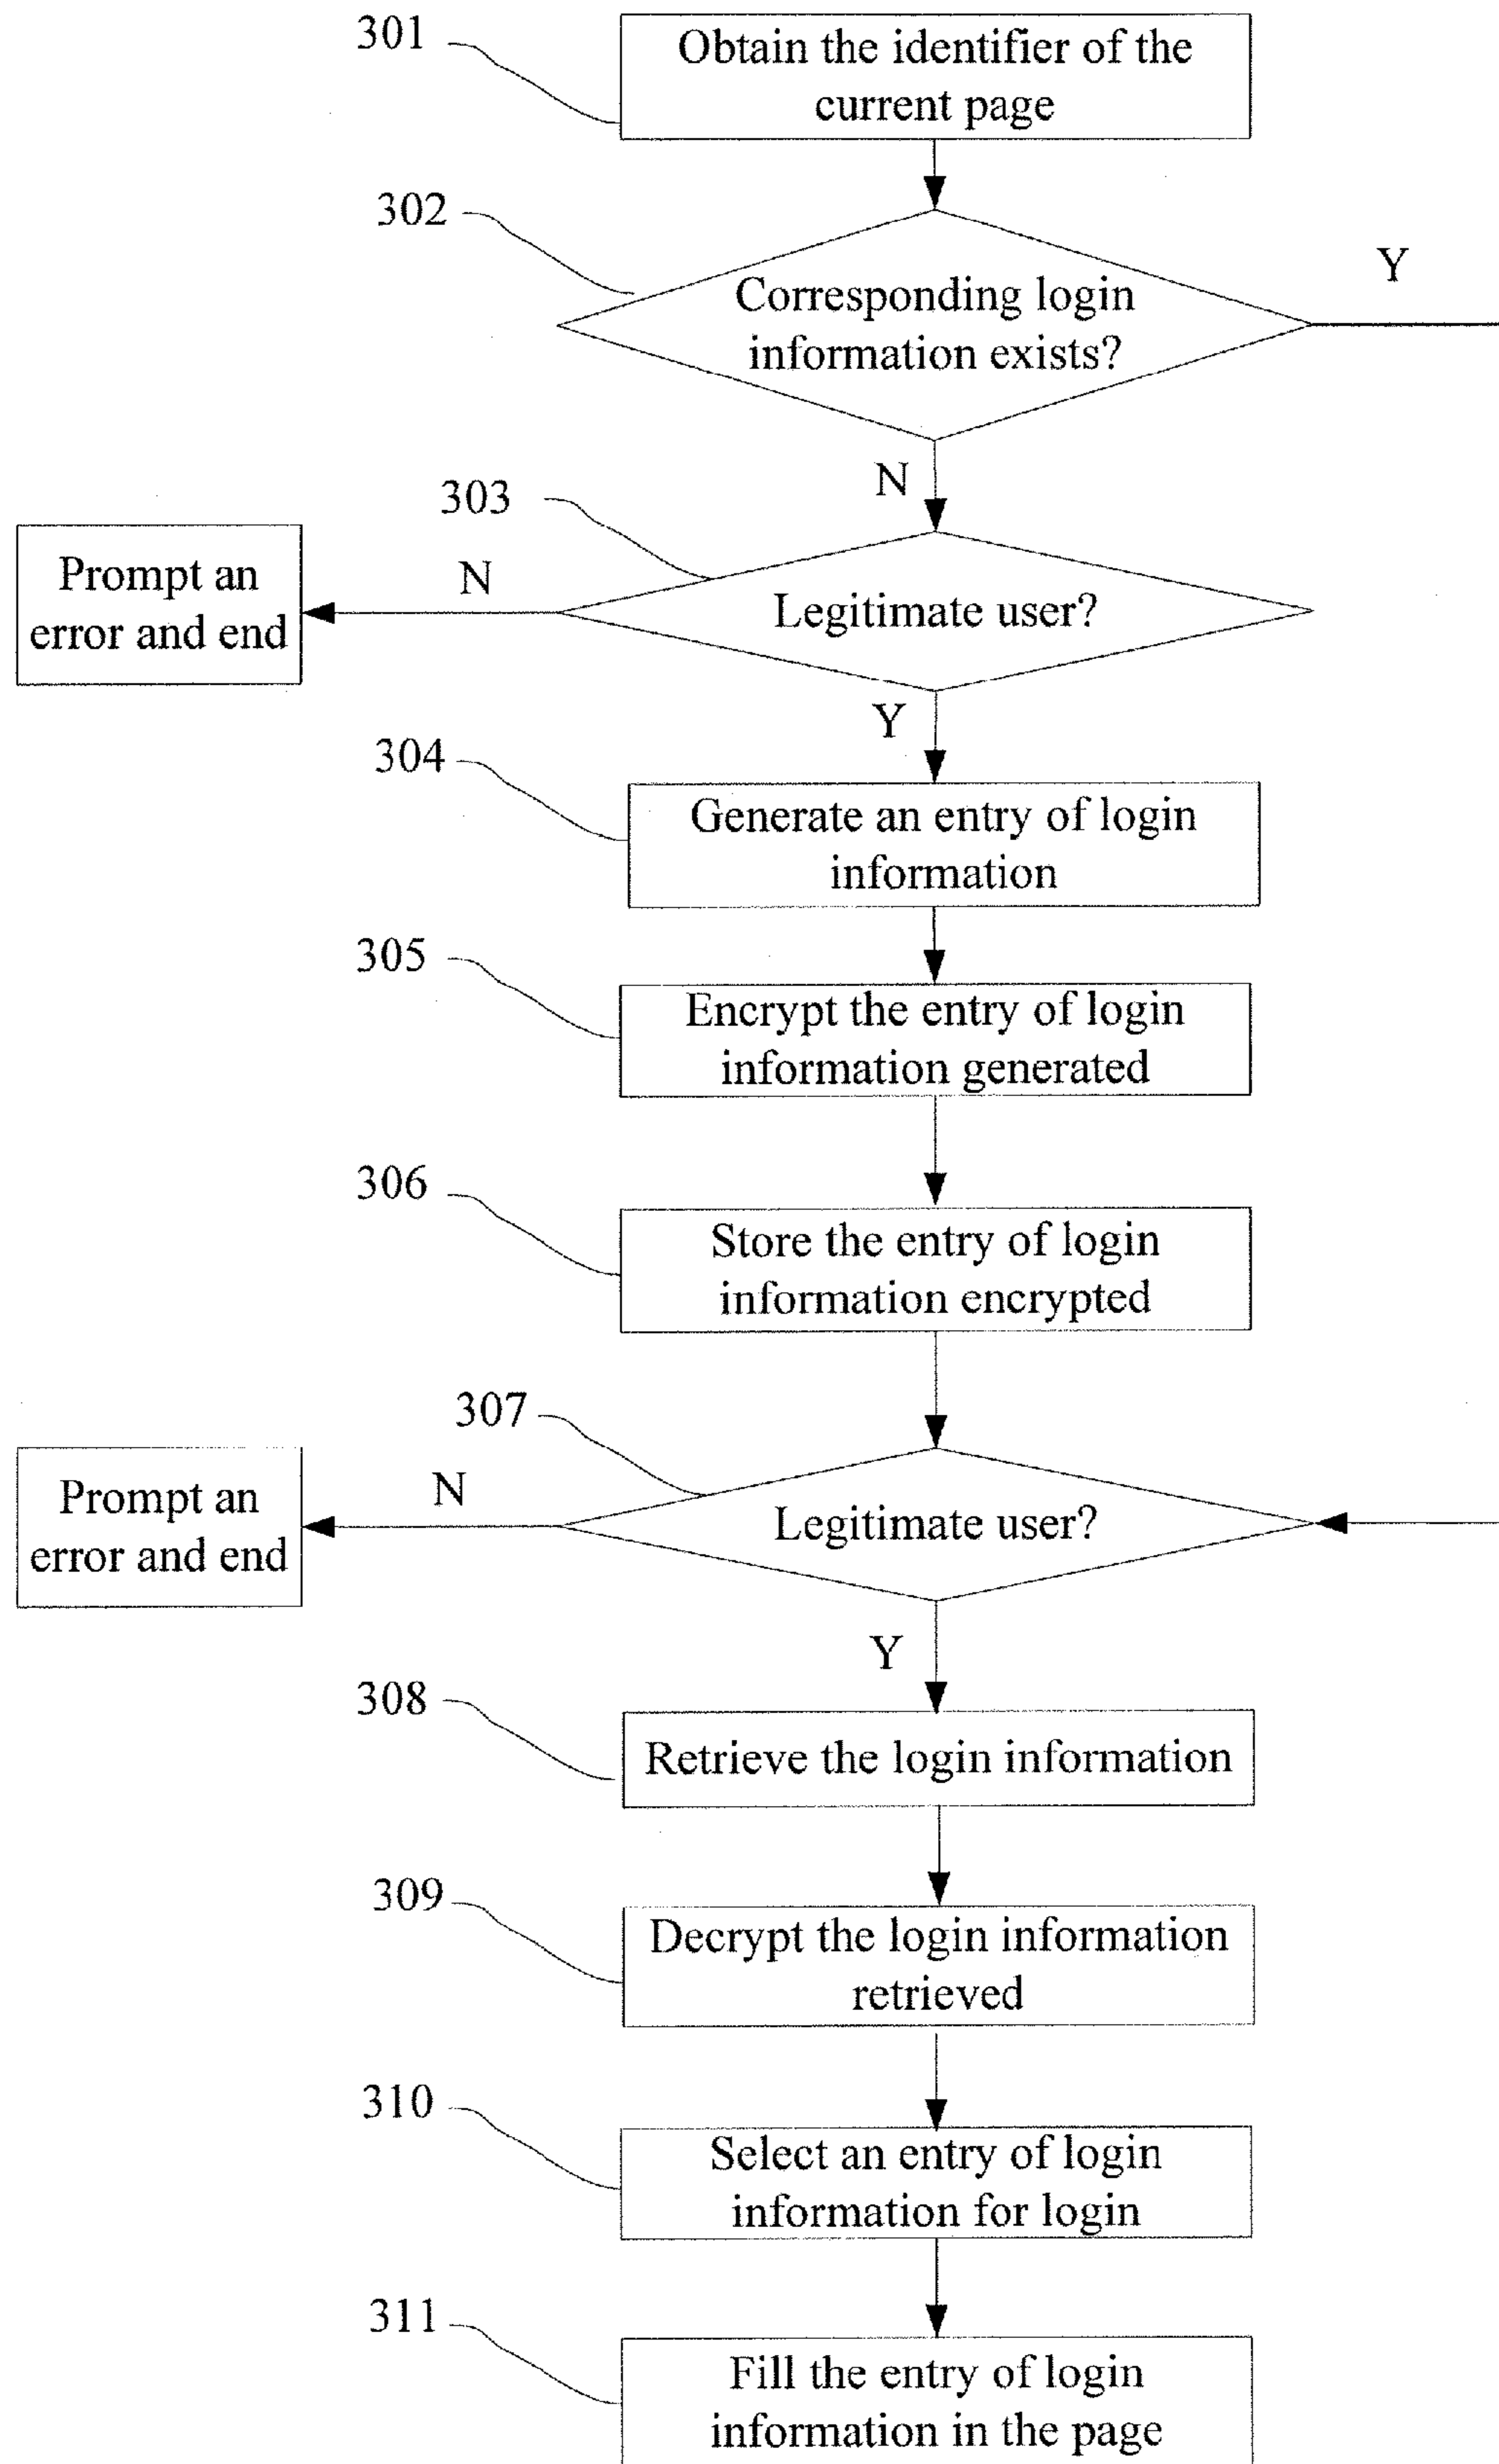 301
Obtain the identifier of the
current page
302
Y
Corresponding login
information exists?
N
303
Prompt an
error and end
N
Legitimate user?
Y
304
Generate an entry of login
information
305
Encrypt the entry of login
information generated
306
Store the entry of login
information encrypted
307
Prompt an
error and end
N
Legitimate user?
Y
308
Retrieve the login information
309
Decrypt the login information
retrieved
310
Select an entry of login
information for login
311
Fill the entry of login
information in the page